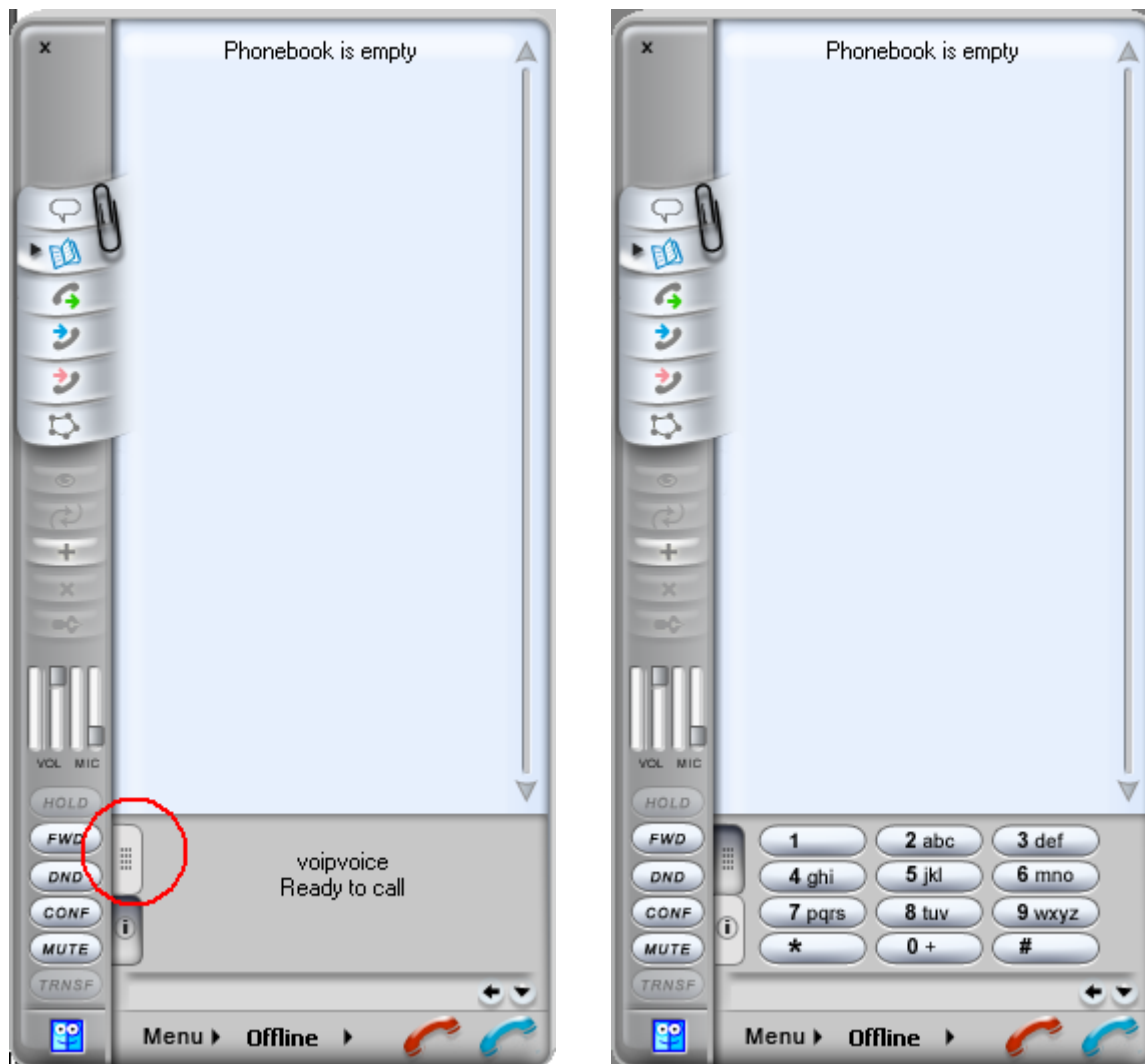 x
Phonebook is empty
VOL MIC
HOLD
FWD
DND
CONF
MUTE
TRNSF
voipvoice
Ready to call
i
Menu Offline
x
Phonebook is empty
VOL MIC
HOLD
FWD
DND
CONF
MUTE
TRNSF
1 2 abc 3 def
4 ghi 5 jkl 6 mno
7 pqrs 8 tuv 9 wxyz
* 0 + #
i
Menu Offline